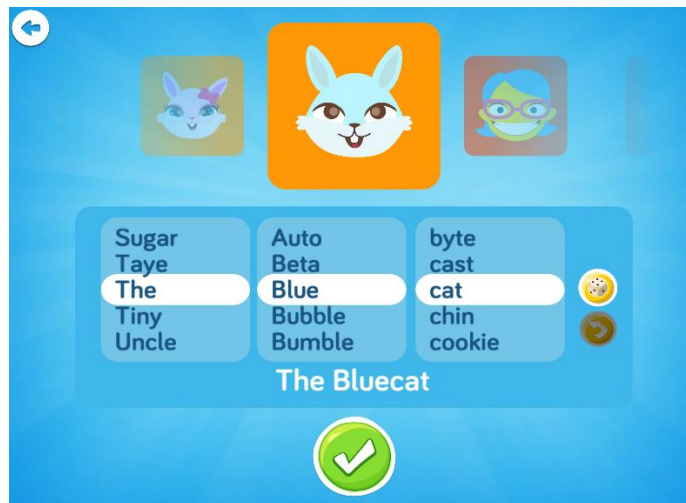 Sugar Auto byte
Taye Beta cast
The Blue cat
Tiny Bubble chin
Uncle Bumble cookie
The Bluecat